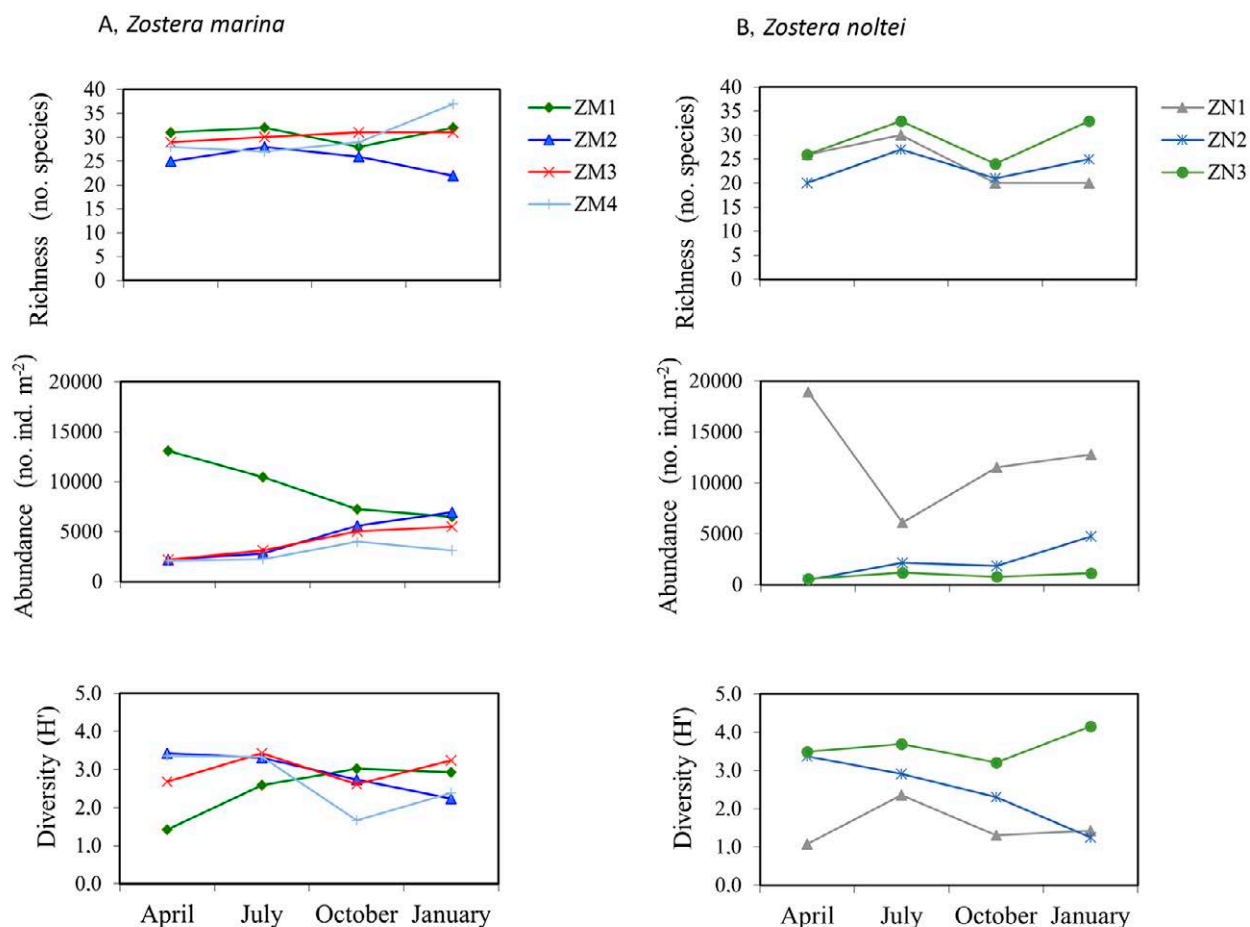 A, Zostera marina
B, Zostera noltei
Richness (no. species)
40
35
30
25
20
15
10
5
0
ZM1
ZM2
ZM3
ZM4
Richness (no. species)
40
35
30
25
20
15
10
5
0
ZN1
ZN2
ZN3
Abundance (no. ind. m-2)
20000
15000
10000
5000
0
Abundance (no. ind.m-2)
20000
15000
10000
5000
0
Diversity (H')
5.0
4.0
3.0
2.0
1.0
0.0
April July October January
Diversity (H')
5.0
4.0
3.0
2.0
1.0
0.0
April July October January